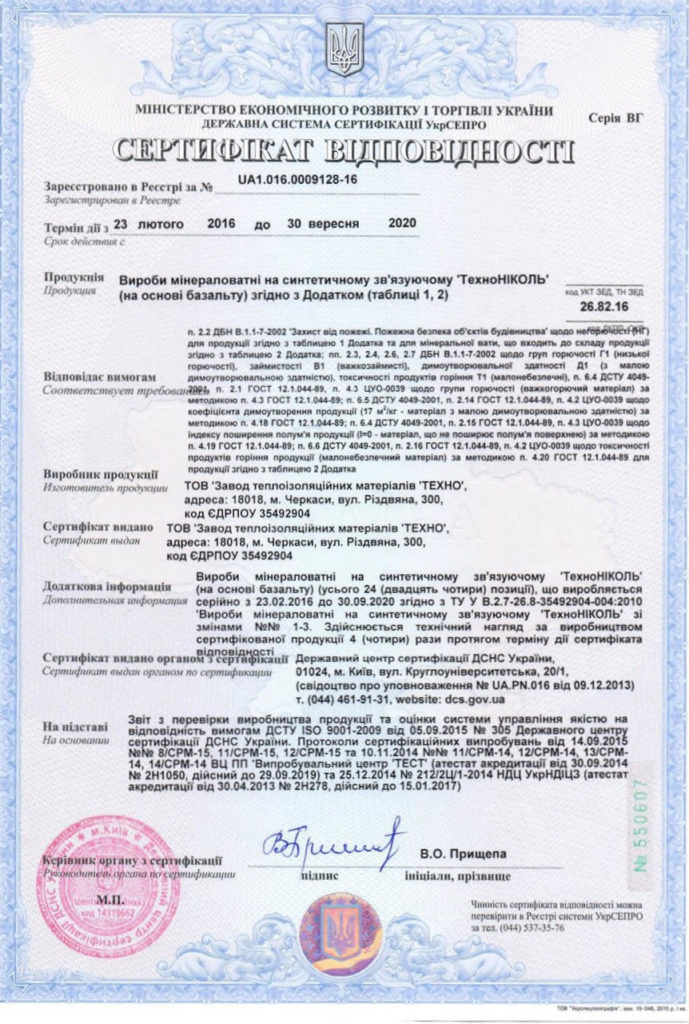 МІНІСТЕРСТВО ЕКОНОМІЧНОГО РОЗВИТКУ І ТОРГІВЛІ УКРАЇНИ
ДЕРЖАВНА СИСТЕМА СЕРТИФІКАЦІЇ УкрСЕПРО
Серія ВГ
СЕРТИФІКАТ ВІДПОВІДНОСТІ
Зареєстровано в Реєстрі за № UA1.016.0009128-16
Зарегистрирован в Реестре
Термін дії з 23 лютого 2016 до 30 вересня 2020
Срок действия с
Продукція
Продукция
Вироби мінераловатні на синтетичному зв'язуючому 'ТехноНІКОЛЬ'
(на основі базальту) згідно з Додатком (таблиці 1, 2)
код УКТ ЗЕД, ТН ЗЕД
26.82.16
Відповідає вимогам
Соответствует требованиям
п. 2.2 ДБН В.1.1-7-2002 'Захист від пожежі. Пожежна безпека об'єктів будівництва' щодо негорючості (НГ)
для продукції згідно з таблицею 1 Додатка та для мінеральної вати, що входить до складу продукції
згідно з таблицею 2 Додатка; пп. 2.3, 2.4, 2.6, 2.7 ДБН В.1.1-7-2002 щодо груп горючості Г1 (низької
горючості), займистості В1 (важкозаймисті), димоутворювальної здатності Д1 (з малою
димоутворювальною здатністю), токсичності продуктів горіння Т1 (малонебезпечні), п. 6.4 ДСТУ 4049-
2001, п. 2.1 ГОСТ 12.1.044-89, п. 4.3 ЦУО-0039 щодо групи горючості (важкогорючий матеріал) за
методикою п. 4.3 ГОСТ 12.1.044-89; п. 6.5 ДСТУ 4049-2001, п. 2.14 ГОСТ 12.1.044-89, п. 4.2 ЦУО-0039 щодо
коефіцієнта димоутворення продукції (17 м²/кг - матеріал з малою димоутворювальною здатністю) за
методикою п. 4.18 ГОСТ 12.1.044-89; п. 6.4 ДСТУ 4049-2001, п. 2.15 ГОСТ 12.1.044-89, п. 4.3 ЦУО-0039 щодо
індексу поширення полум'я продукції (І=0 - матеріал, що не поширює полум'я поверхнею) за методикою
п. 4.19 ГОСТ 12.1.044-89; п. 6.6 ДСТУ 4049-2001, п. 2.16 ГОСТ 12.1.044-89, п. 4.2 ЦУО-0039 щодо токсичності
продуктів горіння продукції (малонебезпечний матеріал) за методикою п. 4.20 ГОСТ 12.1.044-89 для
продукції згідно з таблицею 2 Додатка
Виробник продукції
Изготовитель продукции
ТОВ 'Завод теплоізоляційних матеріалів 'ТЕХНО',
адреса: 18018, м. Черкаси, вул. Різдвяна, 300,
код ЄДРПОУ 35492904
Сертифікат видано
Сертификат выдан
ТОВ 'Завод теплоізоляційних матеріалів 'ТЕХНО',
адреса: 18018, м. Черкаси, вул. Різдвяна, 300,
код ЄДРПОУ 35492904
Додаткова інформація
Дополнительная информация
Вироби мінераловатні на синтетичному зв'язуючому 'ТехноНІКОЛЬ'
(на основі базальту) (усього 24 (двадцять чотири) позиції), що виробляється
серійно з 23.02.2016 до 30.09.2020 згідно з ТУ У В.2.7-26.8-35492904-004:2010
'Вироби мінераловатні на синтетичному зв'язуючому 'ТехноНІКОЛЬ' зі
змінами №№ 1-3. Здійснюється технічний нагляд за виробництвом
сертифікованої продукції 4 (чотири) рази протягом терміну дії сертифіката
відповідності
Сертифікат видано органом з сертифікації
Сертификат выдан органом по сертификации
Державний центр сертифікації ДСНС України,
01024, м. Київ, вул. Круглоуніверситетська, 20/1,
(свідоцтво про уповноваження № UA.PN.016 від 09.12.2013)
т. (044) 461-91-31, website: dcs.gov.ua
На підставі
На основании
Звіт з перевірки виробництва продукції та оцінки системи управління якістю на
відповідність вимогам ДСТУ ISO 9001-2009 від 05.09.2015 № 305 Державного центру
сертифікації ДСНС України. Протоколи сертифікаційних випробувань від 14.09.2015
№№ 8/СРМ-15, 11/СРМ-15, 12/СРМ-15 та 10.11.2014 №№ 11/СРМ-14, 12/СРМ-14, 13/СРМ-
14, 14/СРМ-14 ВЦ ПП 'Випробувальний центр 'ТЕСТ' (атестат акредитації від 30.09.2014
№ 2Н1050, дійсний до 29.09.2019) та 25.12.2014 № 212/2Ц/1-2014 НДЦ УкрНДІЦЗ (атестат
акредитації від 30.04.2013 № 2Н278, дійсний до 15.01.2017)
№ 550607
Керівник органу з сертифікації
Руководитель органа по сертификации
В.О. Прищепа
підпис
ініціали, прізвище
М.П.
м.Київ
код 14319662
Чинність сертифіката відповідності можна
перевірити в Реєстрі системи УкрСЕПРО
за тел. (044) 537-35-76